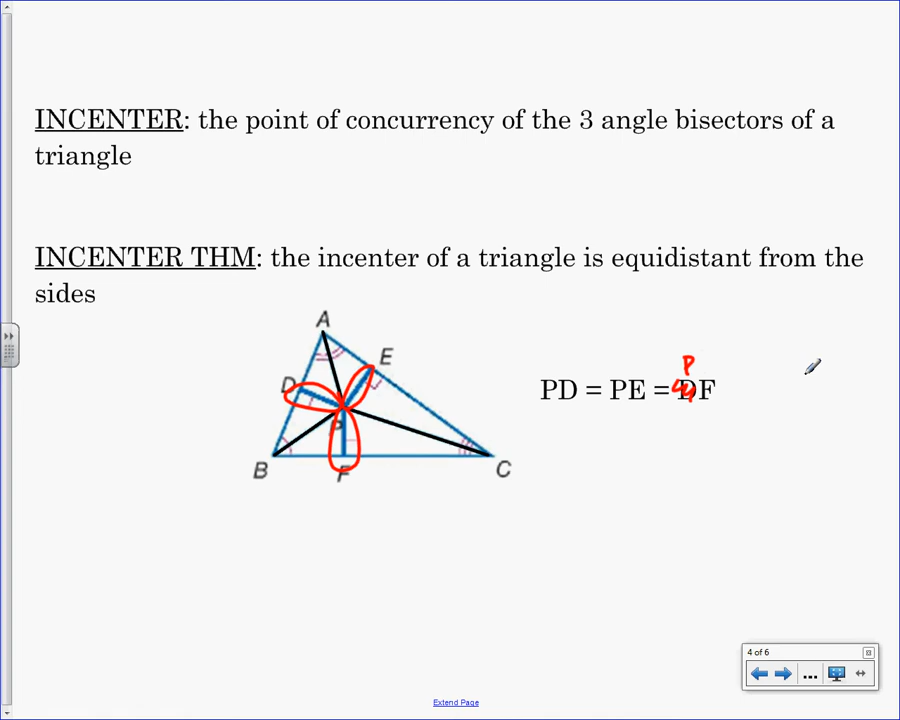 INCENTER: the point of concurrency of the 3 angle bisectors of a
triangle
INCENTER THM: the incenter of a triangle is equidistant from the
sides
A
E
D
P
PD = PE = DF
P
B
F
C
4 of 6
...
Extend Page